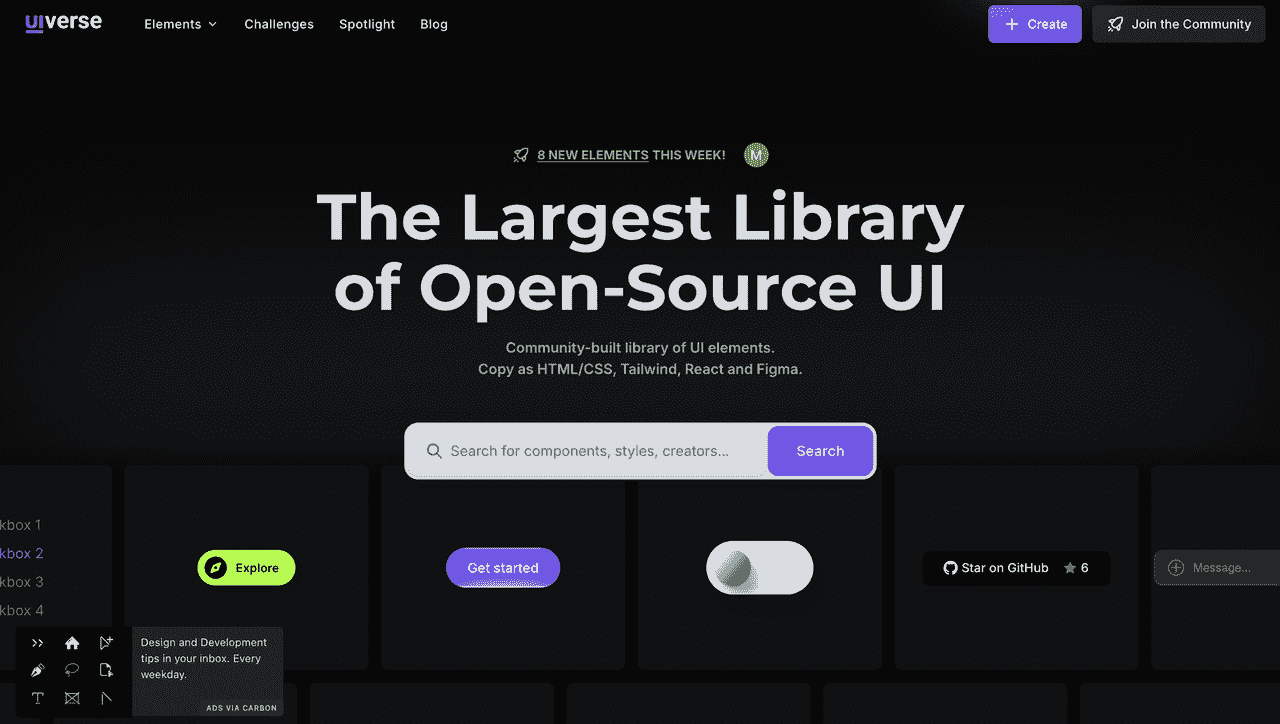 uiverse
Elements
Challenges
Spotlight
Blog
Create
Join the Community
8 NEW ELEMENTS THIS WEEK!
M
The Largest Library
of Open-Source UI
Community-built library of UI elements.
Copy as HTML/CSS, Tailwind, React and Figma.
Search for components, styles, creators...
Search
kbox 1
kbox 2
kbox 3
kbox 4
Explore
Get started
Star on GitHub
6
Message...
Design and Development
tips in your inbox. Every
weekday.
ADS VIA CARBON